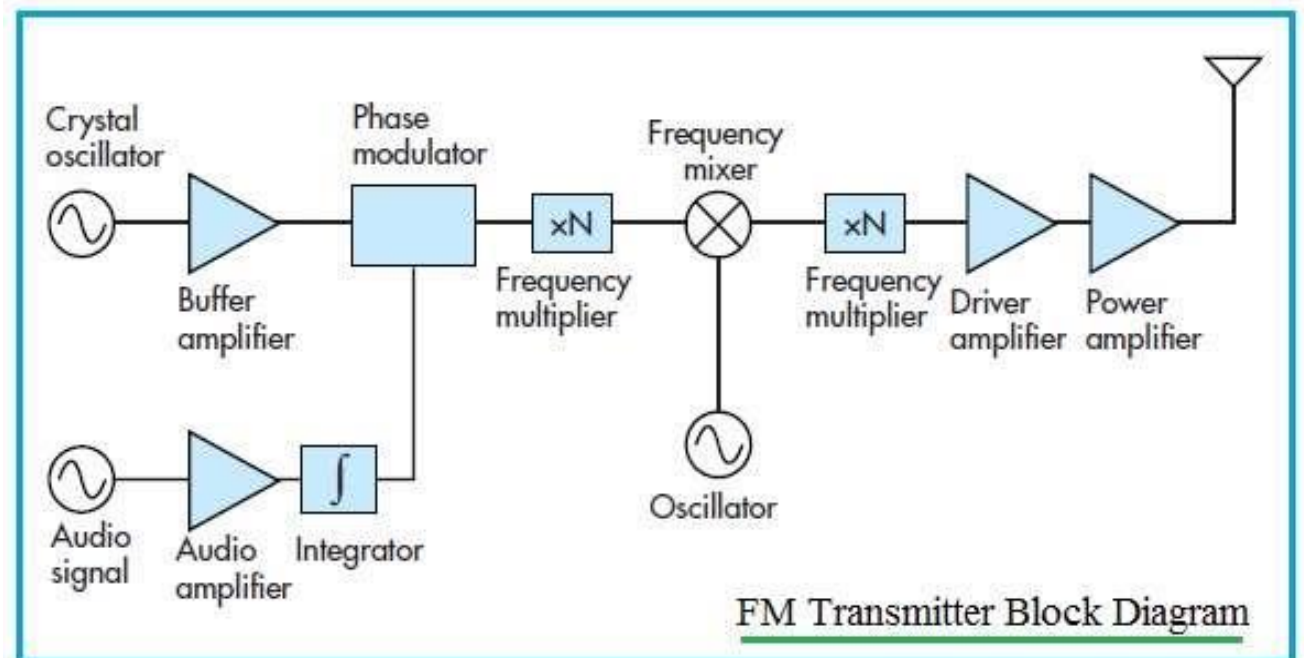 Crystal
oscillator
Phase
modulator
Frequency
mixer
xN
xN
Buffer
amplifier
Frequency
multiplier
Frequency
multiplier
Driver
amplifier
Power
amplifier
∫
Audio
signal
Audio
amplifier
Integrator
Oscillator
FM Transmitter Block Diagram